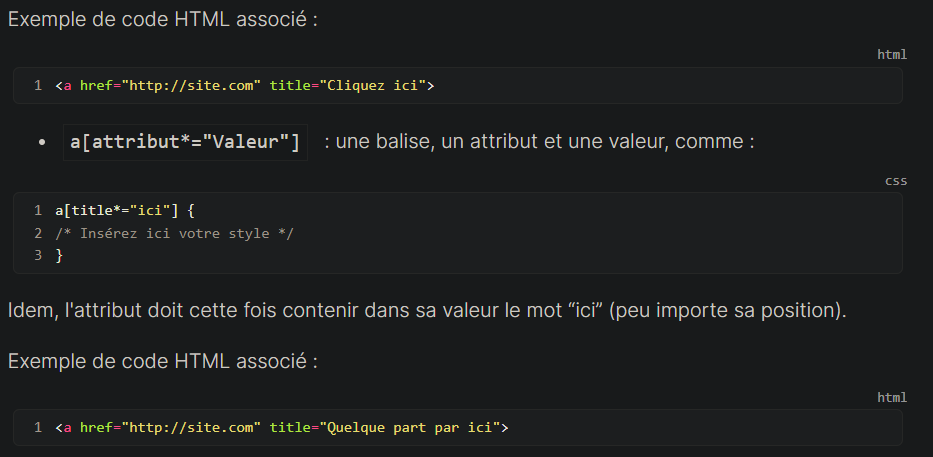 Exemple de code HTML associé :
html
1 <a href="http://site.com" title="Cliquez ici">
• a[attribut*="Valeur"] : une balise, un attribut et une valeur, comme :
css
1 a[title*="ici"] {
2 /* Insérez ici votre style */
3 }
Idem, l'attribut doit cette fois contenir dans sa valeur le mot “ici” (peu importe sa position).
Exemple de code HTML associé :
html
1 <a href="http://site.com" title="Quelque part par ici">